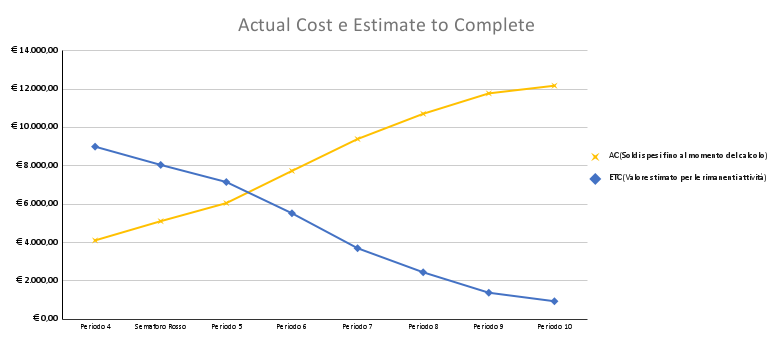 Actual Cost e Estimate to Complete
€ 14.000,00
€ 12.000,00
€ 10.000,00
€ 8.000,00
€ 6.000,00
€ 4.000,00
€ 2.000,00
€ 0,00
Periodo 4 Semaforo Rosso Periodo 5 Periodo 6 Periodo 7 Periodo 8 Periodo 9 Periodo 10
AC(Soldi spesi fino al momento del calcolo)
ETC(Valore stimato per le rimanenti attività)